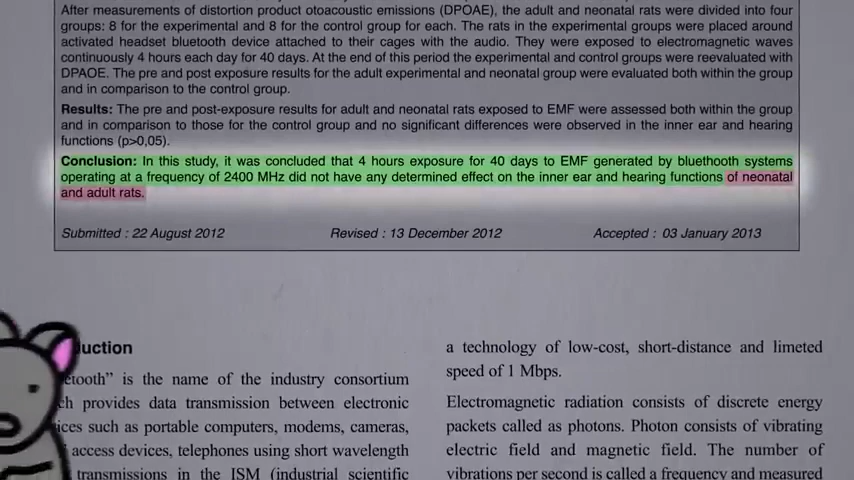 After measurements of distortion product otoacoustic emissions (DPOAE), the adult and neonatal rats were divided into four
groups: 8 for the experimental and 8 for the control group for each. The rats in the experimental groups were placed around
activated headset bluetooth device attached to their cages with the audio. They were exposed to electromagnetic waves
continuously 4 hours each day for 40 days. At the end of this period the experimental and control groups were reevaluated with
DPAOE. The pre and post exposure results for the adult experimental and neonatal group were evaluated both within the group
and in comparison to the control group.
Results: The pre and post-exposure results for adult and neonatal rats exposed to EMF were assessed both within the group
and in comparison to those for the control group and no significant differences were observed in the inner ear and hearing
functions (p>0,05).
Conclusion: In this study, it was concluded that 4 hours exposure for 40 days to EMF generated by bluethooth systems
operating at a frequency of 2400 MHz did not have any determined effect on the inner ear and hearing functions of neonatal
and adult rats.
Submitted : 22 August 2012 Revised : 13 December 2012 Accepted : 03 January 2013
duction
etooth” is the name of the industry consortium
ch provides data transmission between electronic
ices such as portable computers, modems, cameras,
access devices, telephones using short wavelength
transmissions in the ISM (industrial scientific
a technology of low-cost, short-distance and limeted
speed of 1 Mbps.
Electromagnetic radiation consists of discrete energy
packets called as photons. Photon consists of vibrating
electric field and magnetic field. The number of
vibrations per second is called a frequency and measured